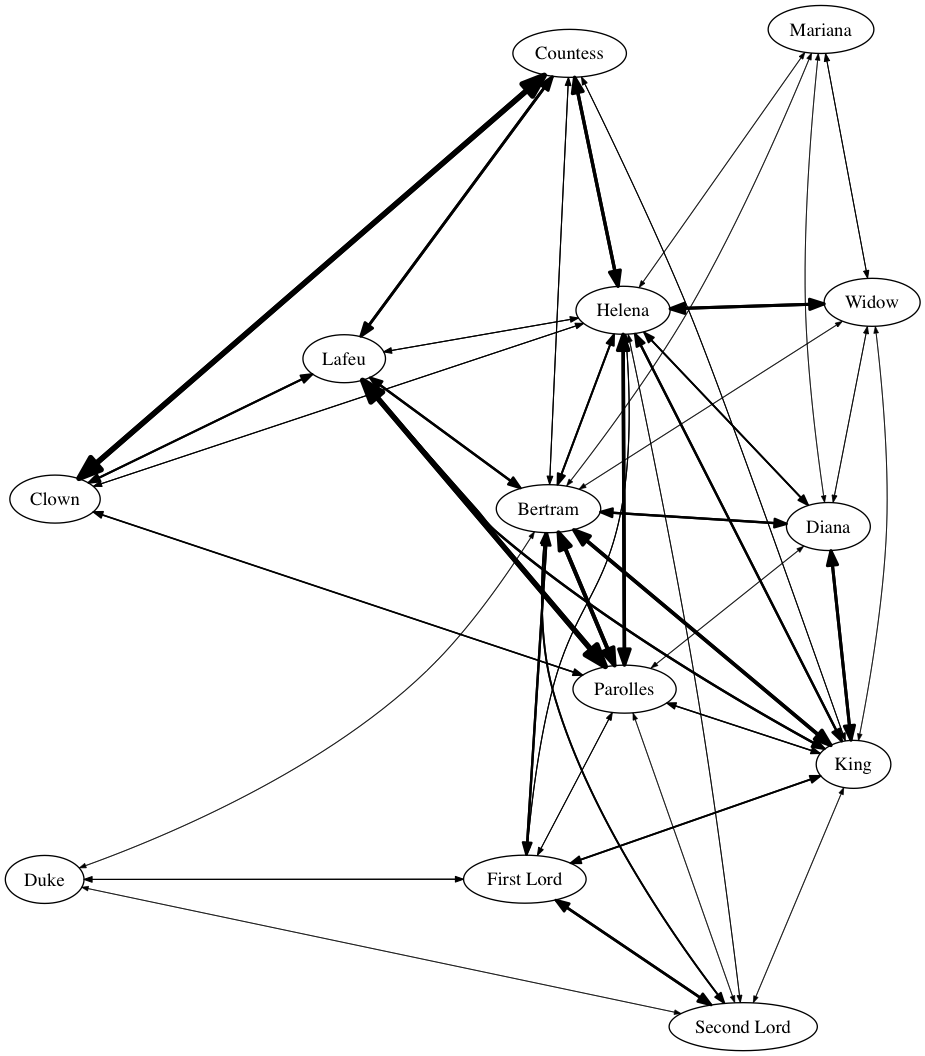 Mariana
Countess
Widow
Helena
Lafeu
Clown
Bertram
Diana
Parolles
King
Duke
First Lord
Second Lord